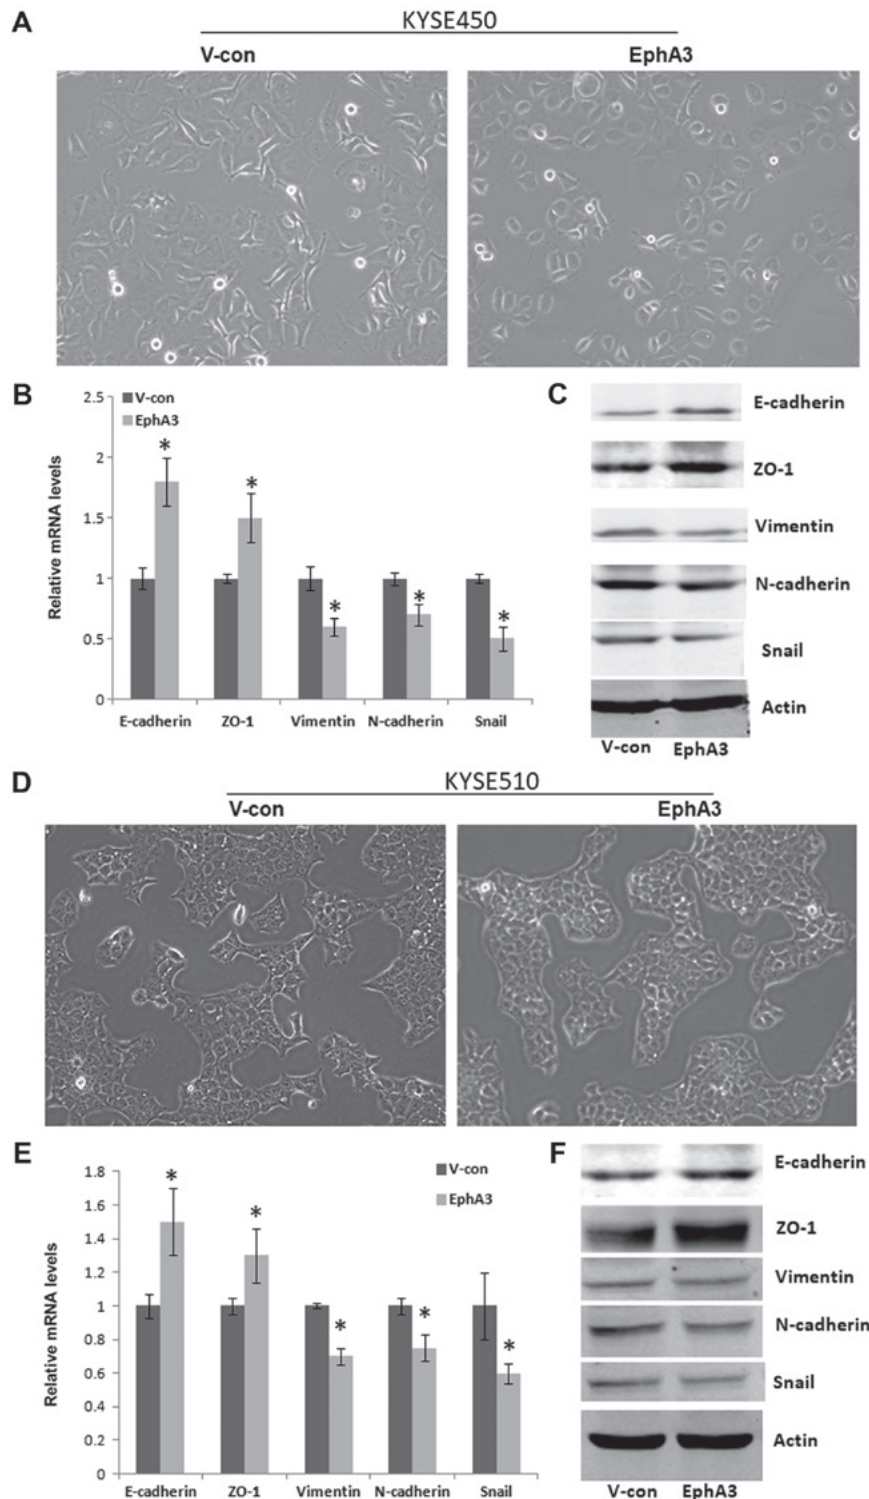 A
KYSE450
V-con EphA3
B
2.5
2
1.5
1
0.5
0
Relative mRNA levels
V-con
EphA3
*
*
*
*
*
E-cadherin ZO-1 Vimentin N-cadherin Snail
C
E-cadherin
ZO-1
Vimentin
N-cadherin
Snail
Actin
V-con EphA3
D
KYSE510
V-con EphA3
E
1.8
1.6
1.4
1.2
1
0.8
0.6
0.4
0.2
0
Relative mRNA levels
V-con
EphA3
*
*
*
*
*
E-cadherin ZO-1 Vimentin N-cadherin Snail
F
E-cadherin
ZO-1
Vimentin
N-cadherin
Snail
Actin
V-con EphA3